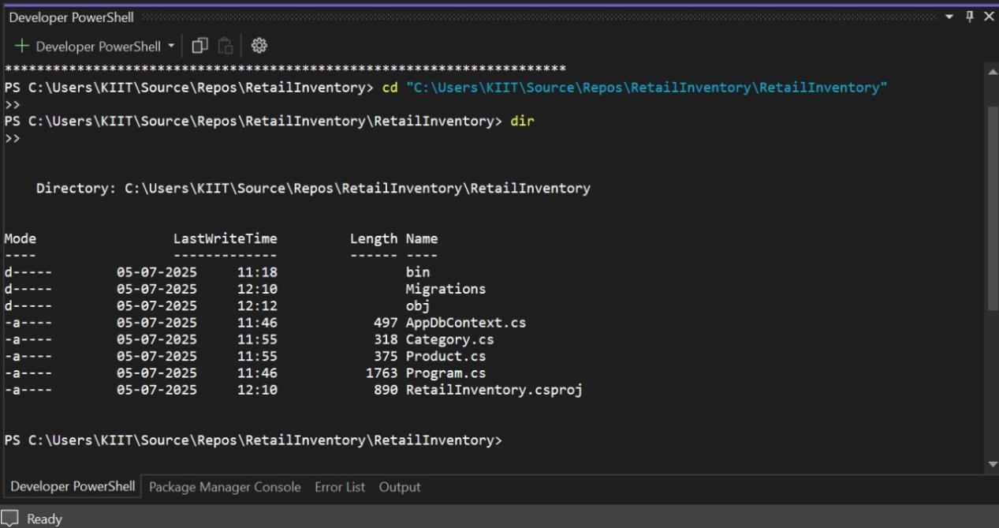 Developer PowerShell
Developer PowerShell
***********************************************************************
PS C:\Users\KIIT\Source\Repos\RetailInventory> cd "C:\Users\KIIT\Source\Repos\RetailInventory\RetailInventory"
>>
PS C:\Users\KIIT\Source\Repos\RetailInventory\RetailInventory> dir
>>
Directory: C:\Users\KIIT\Source\Repos\RetailInventory\RetailInventory
Mode LastWriteTime Length Name
---- ------------- ------ ----
d----- 05-07-2025 11:18 bin
d----- 05-07-2025 12:10 Migrations
d----- 05-07-2025 12:12 obj
-a---- 05-07-2025 11:46 497 AppDbContext.cs
-a---- 05-07-2025 11:55 318 Category.cs
-a---- 05-07-2025 11:55 375 Product.cs
-a---- 05-07-2025 11:46 1763 Program.cs
-a---- 05-07-2025 12:10 890 RetailInventory.csproj
PS C:\Users\KIIT\Source\Repos\RetailInventory\RetailInventory>
Developer PowerShell Package Manager Console Error List Output
Ready